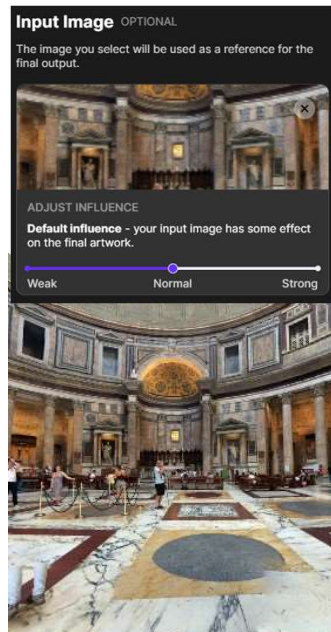 Input Image OPTIONAL
The image you select will be used as a reference for the
final output.
ADJUST INFLUENCE
Default influence - your input image has some effect
on the final artwork.
Weak Normal Strong